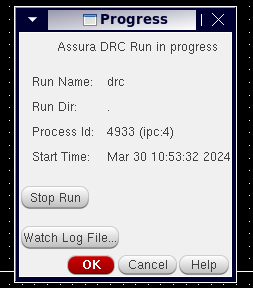 Progress
Assura DRC Run in progress
Run Name: drc
Run Dir: .
Process Id: 4933 (ipc:4)
Start Time: Mar 30 10:53:32 2024
Stop Run
Watch Log File...
OK Cancel Help